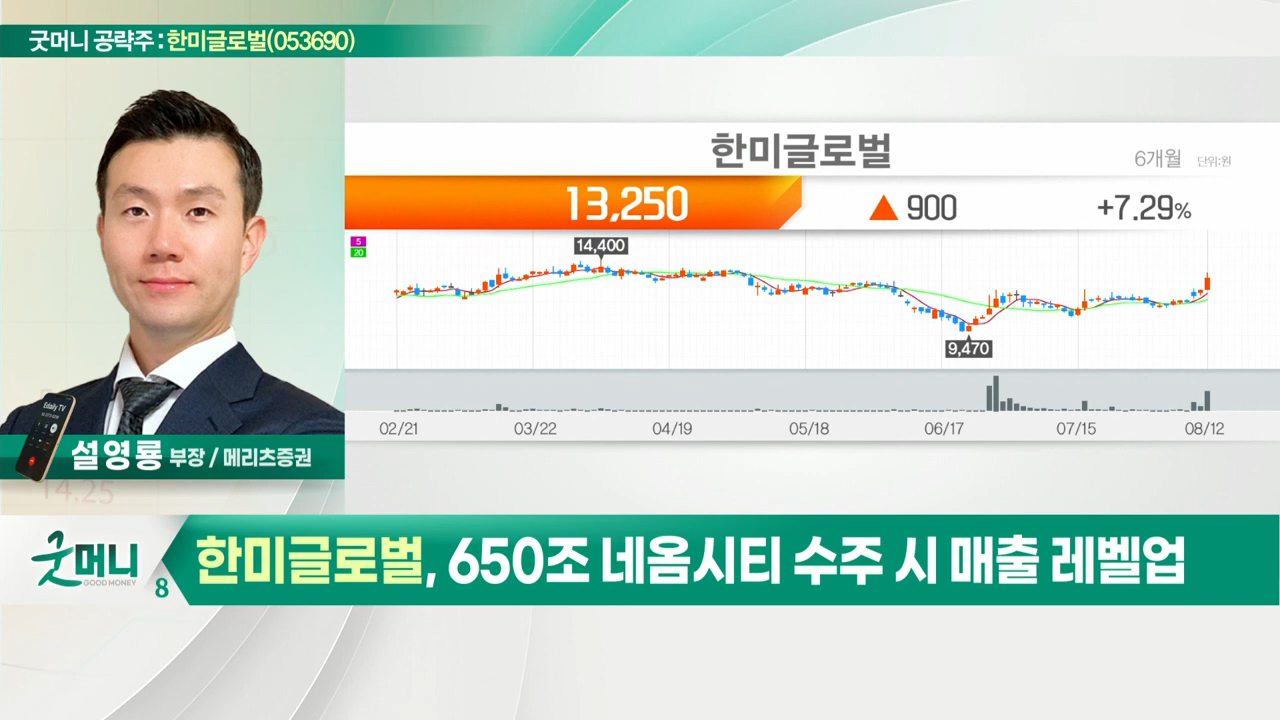 굿머니 공략주 : 한미글로벌(053690)
한미글로벌
6개월 단위:원
13,250 ▲ 900 +7.29%
5
20
14,400
9,470
02/21 03/22 04/19 05/18 06/17 07/15 08/12
Edaily TV
설영룡 부장 / 메리츠증권
14.25
굿머니
GOOD MONEY
8
한미글로벌, 650조 네옴시티 수주 시 매출 레벨업